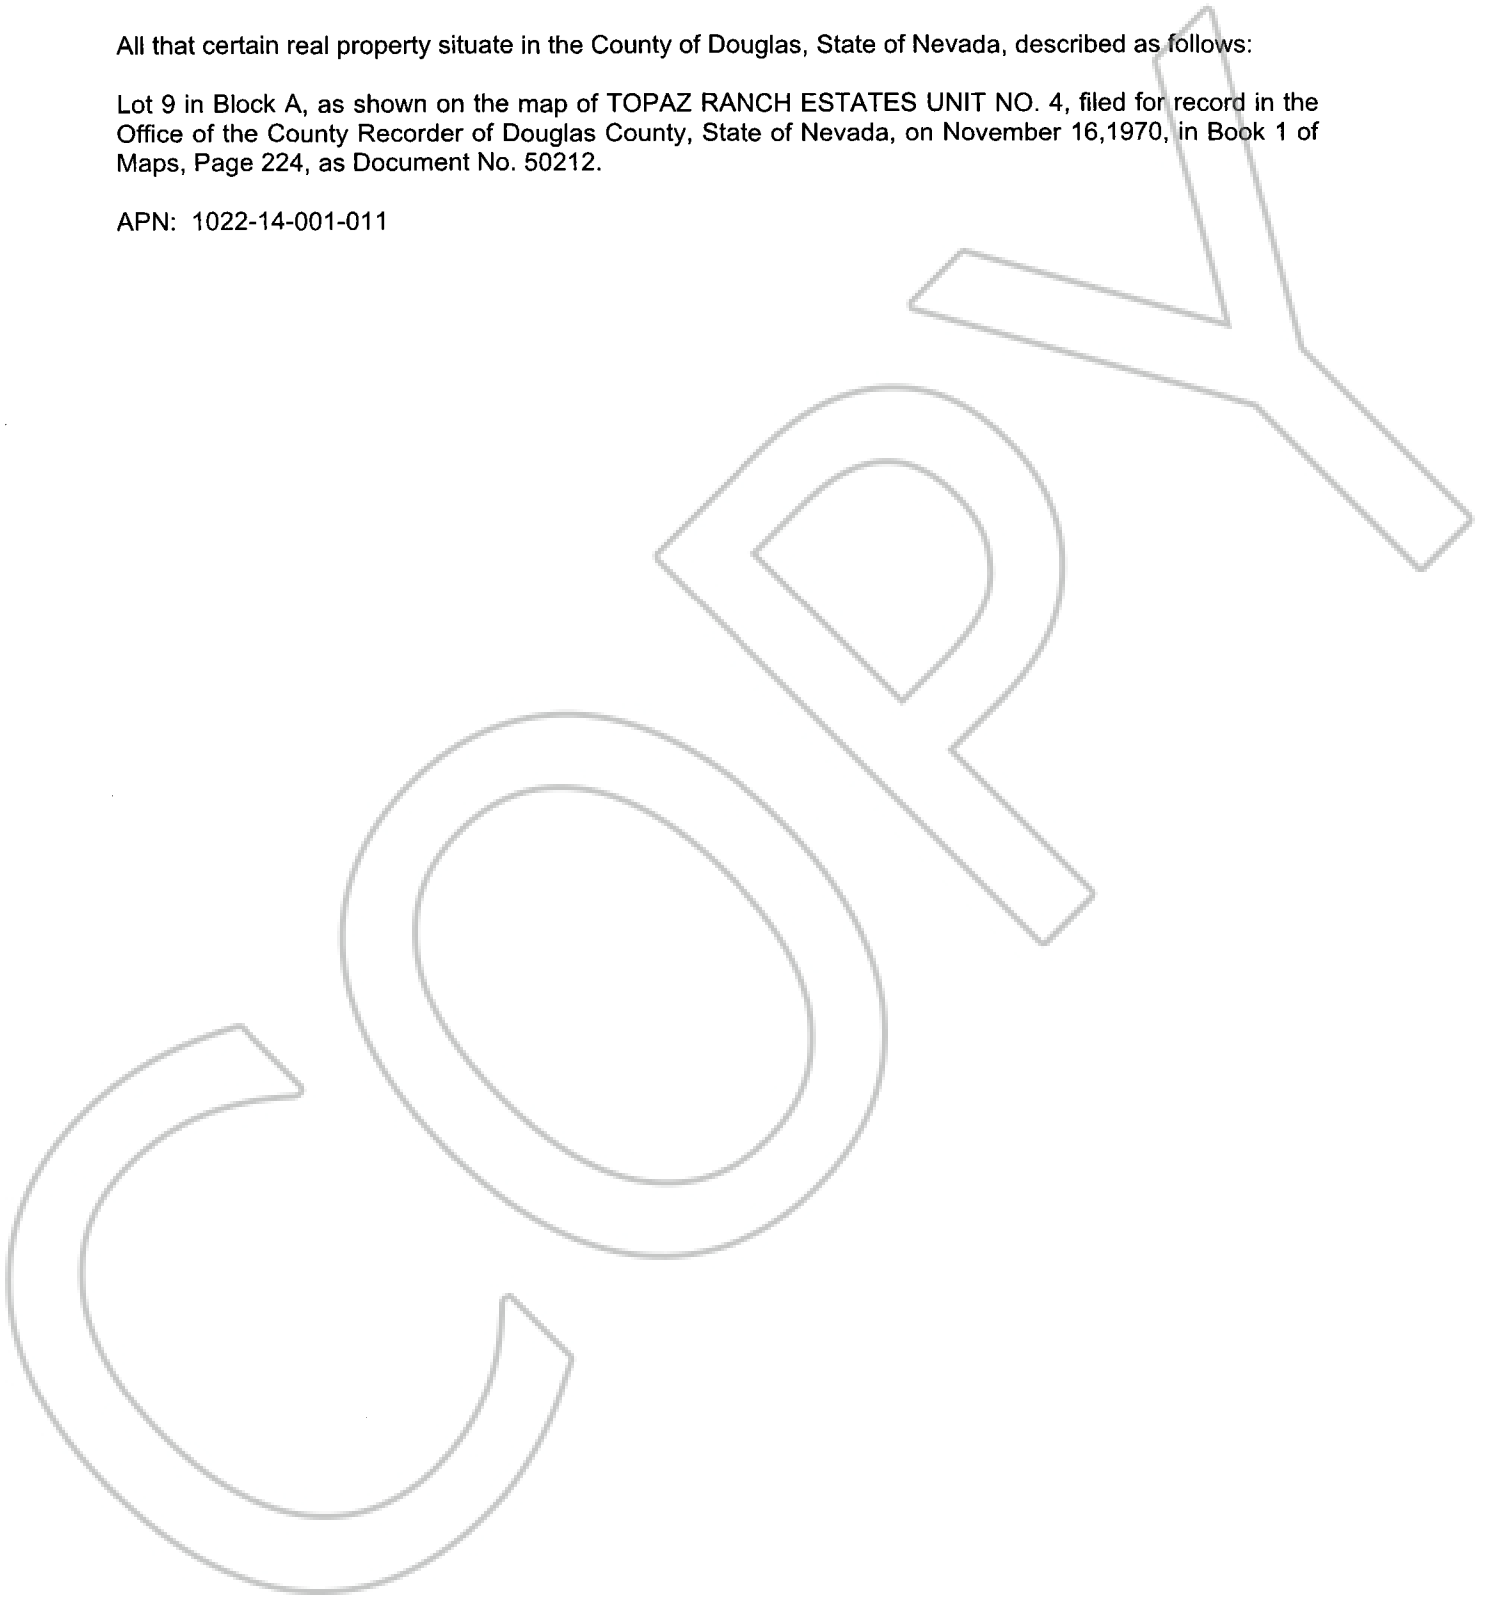 All that certain real property situate in the County of Douglas, State of Nevada, described as follows:
Lot 9 in Block A, as shown on the map of TOPAZ RANCH ESTATES UNIT NO. 4, filed for record in the
Office of the County Recorder of Douglas County, State of Nevada, on November 16,1970, in Book 1 of
Maps, Page 224, as Document No. 50212.
APN: 1022-14-001-011
COPY